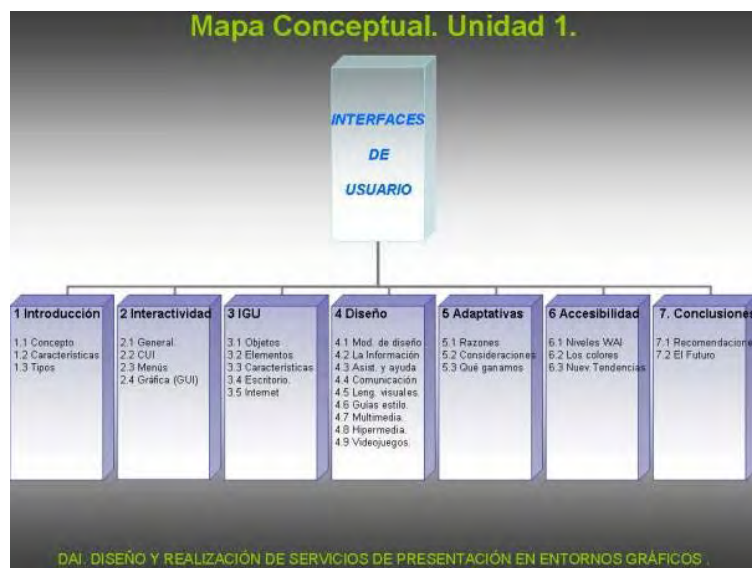 Mapa Conceptual. Unidad 1.
INTERFACES
DE
USUARIO
1 Introducción
1.1 Concepto
1.2 Características
1.3 Tipos
2 Interactividad
2.1 General
2.2 CUI
2.3 Menús
2.4 Gráfica (GUI)
3 IGU
3.1 Objetos
3.2 Elementos
3.3 Características
3.4 Escritorio.
3.5 Internet
4 Diseño
4.1 Mod. de diseño
4.2 La Información
4.3 Asist. y ayuda
4.4 Comunicación
4.5 Leng. visuales.
4.6 Guías estilo.
4.7 Multimedia.
4.8 Hipermedia.
4.9 Videojuegos.
5 Adaptativas
5.1 Razones
5.2 Consideraciones
5.3 Qué ganamos
6 Accesibilidad
6.1 Niveles WAI
6.2 Los colores
6.3 Nuev. Tendencias
7. Conclusiones
7.1 Recomendacione
7.2 El Futuro
DAI. DISEÑO Y REALIZACIÓN DE SERVICIOS DE PRESENTACIÓN EN ENTORNOS GRÁFICOS .